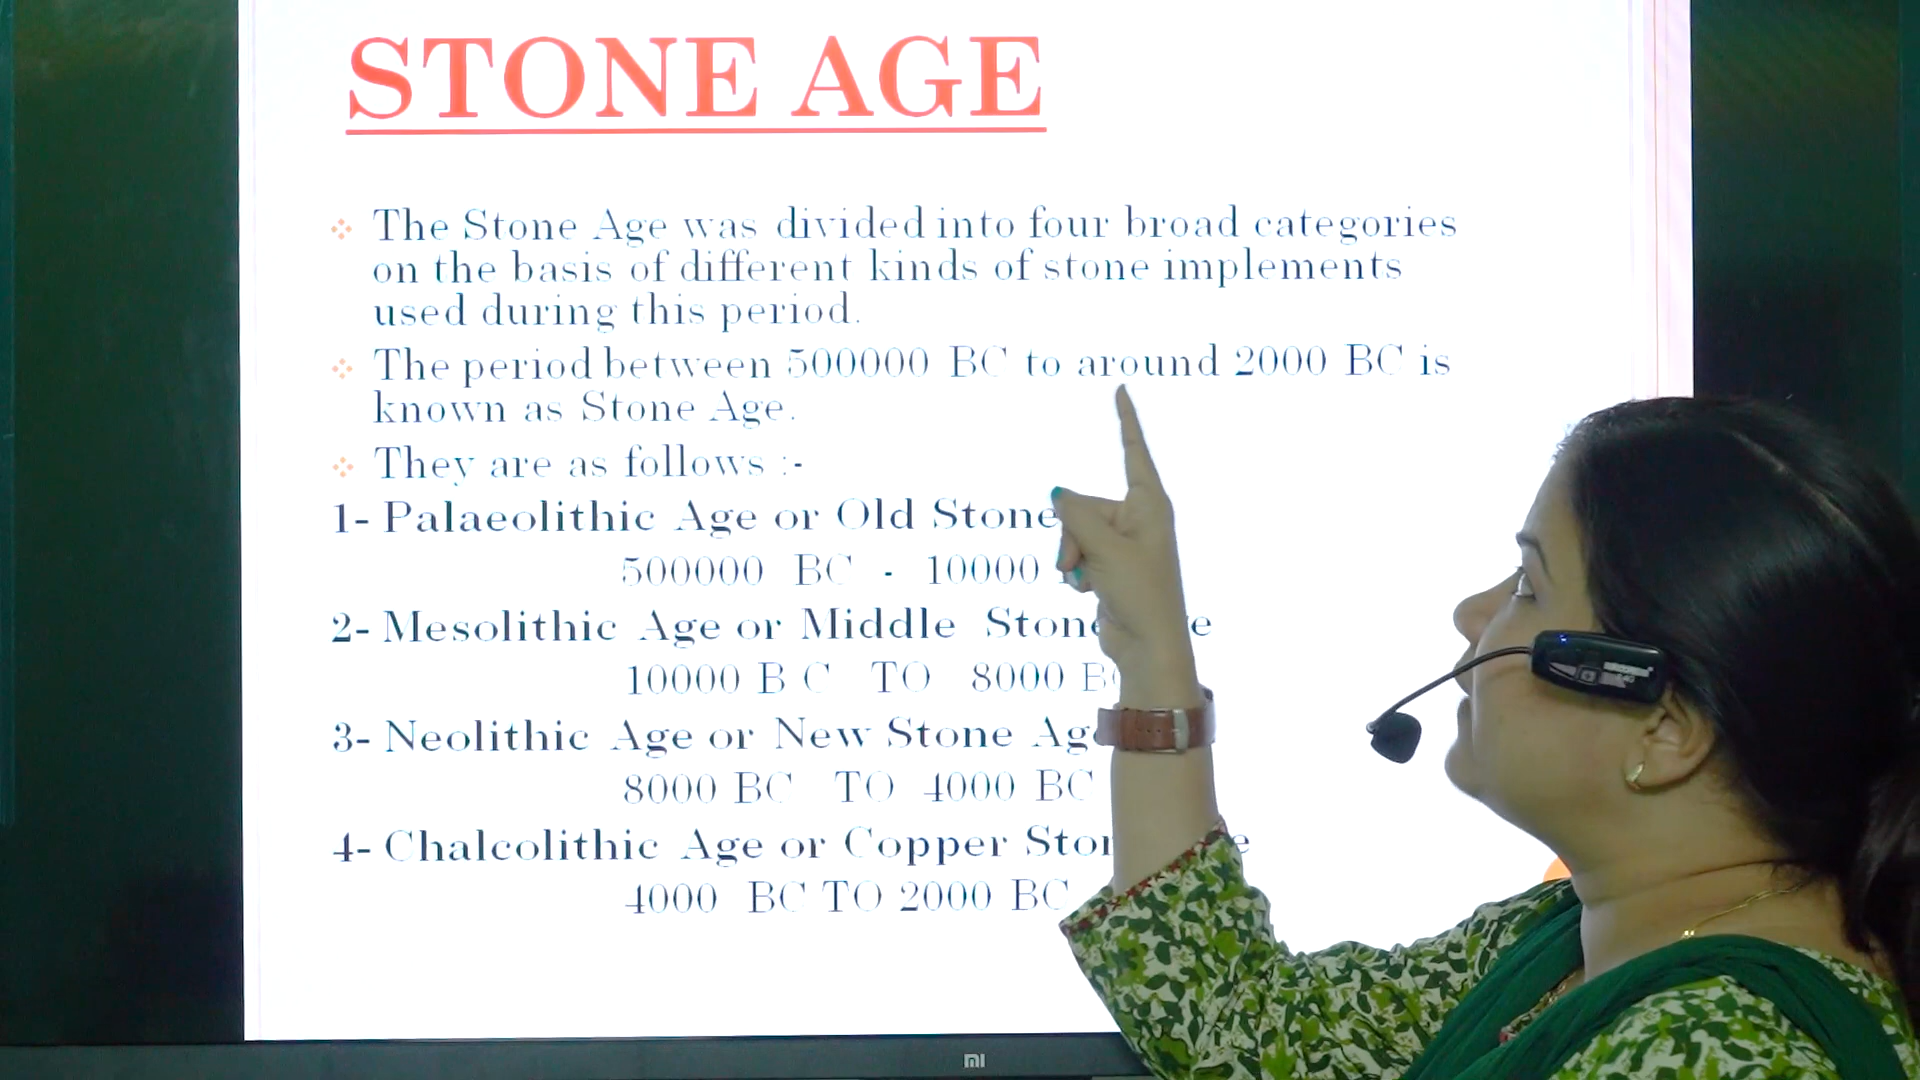 STONE AGE
The Stone Age was divided into four broad categories
on the basis of different kinds of stone implements
used during this period.
The period between 500000 BC to around 2000 BC is
known as Stone Age.
They are as follows :-
1- Palaeolithic Age or Old Stone
500000 BC - 10000
2- Mesolithic Age or Middle Stone
10000 B C TO 8000 BC
3- Neolithic Age or New Stone Age
8000 BC TO 4000 BC
4- Chalcolithic Age or Copper Ston
4000 BC TO 2000 BC
mi